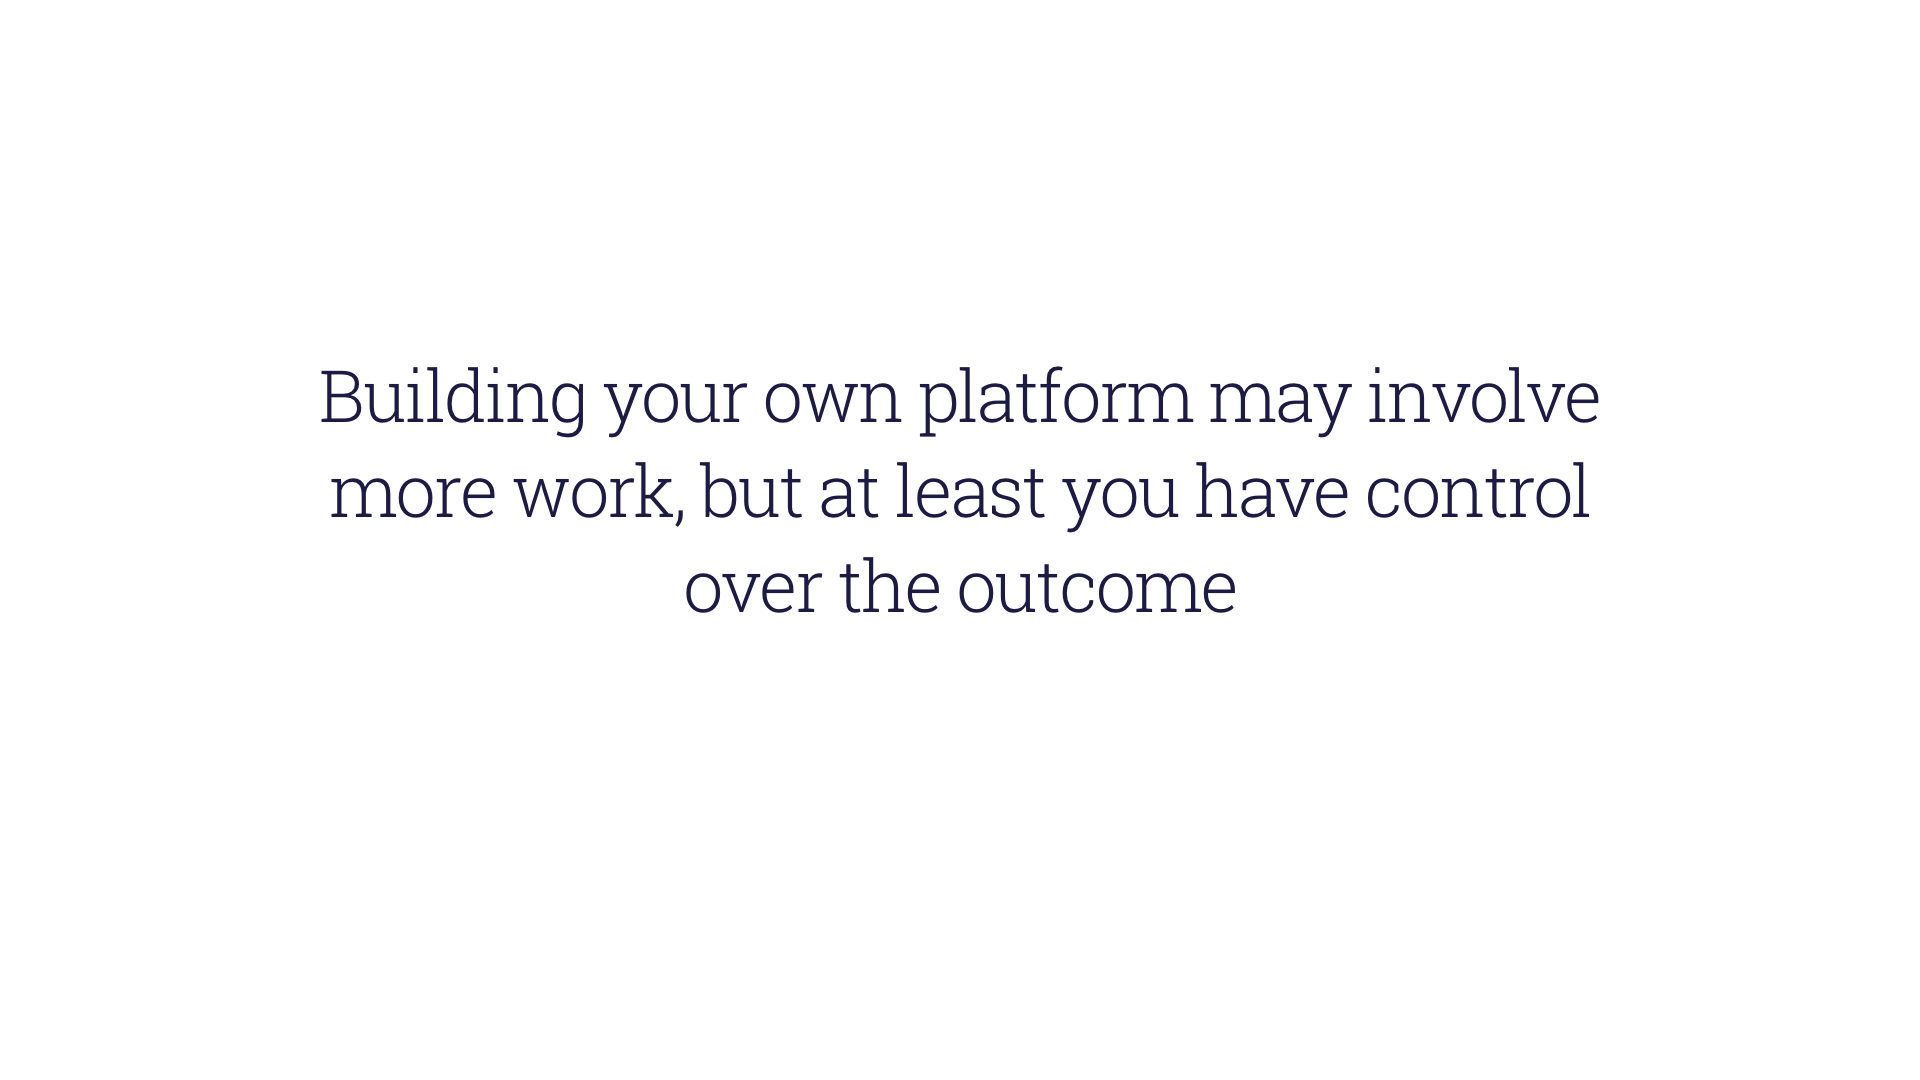 Building your own platform may involve
more work, but at least you have control
over the outcome